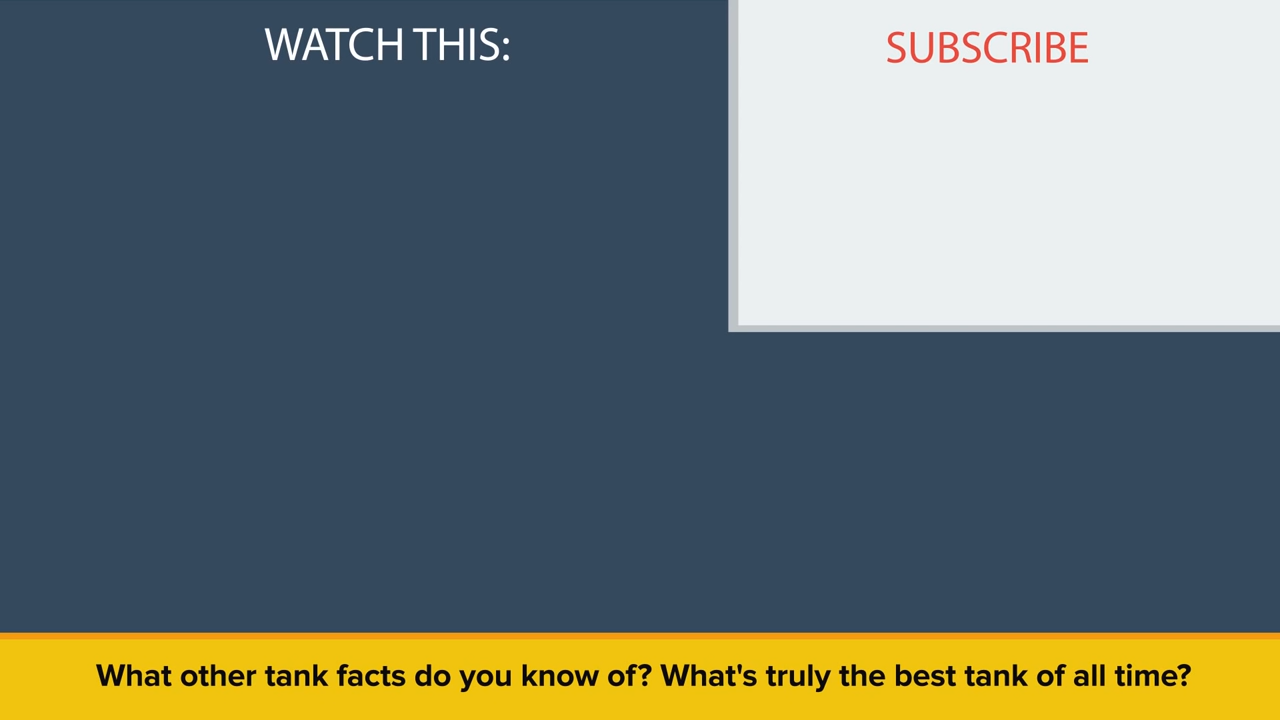 WATCH THIS:
SUBSCRIBE
What other tank facts do you know of? What's truly the best tank of all time?